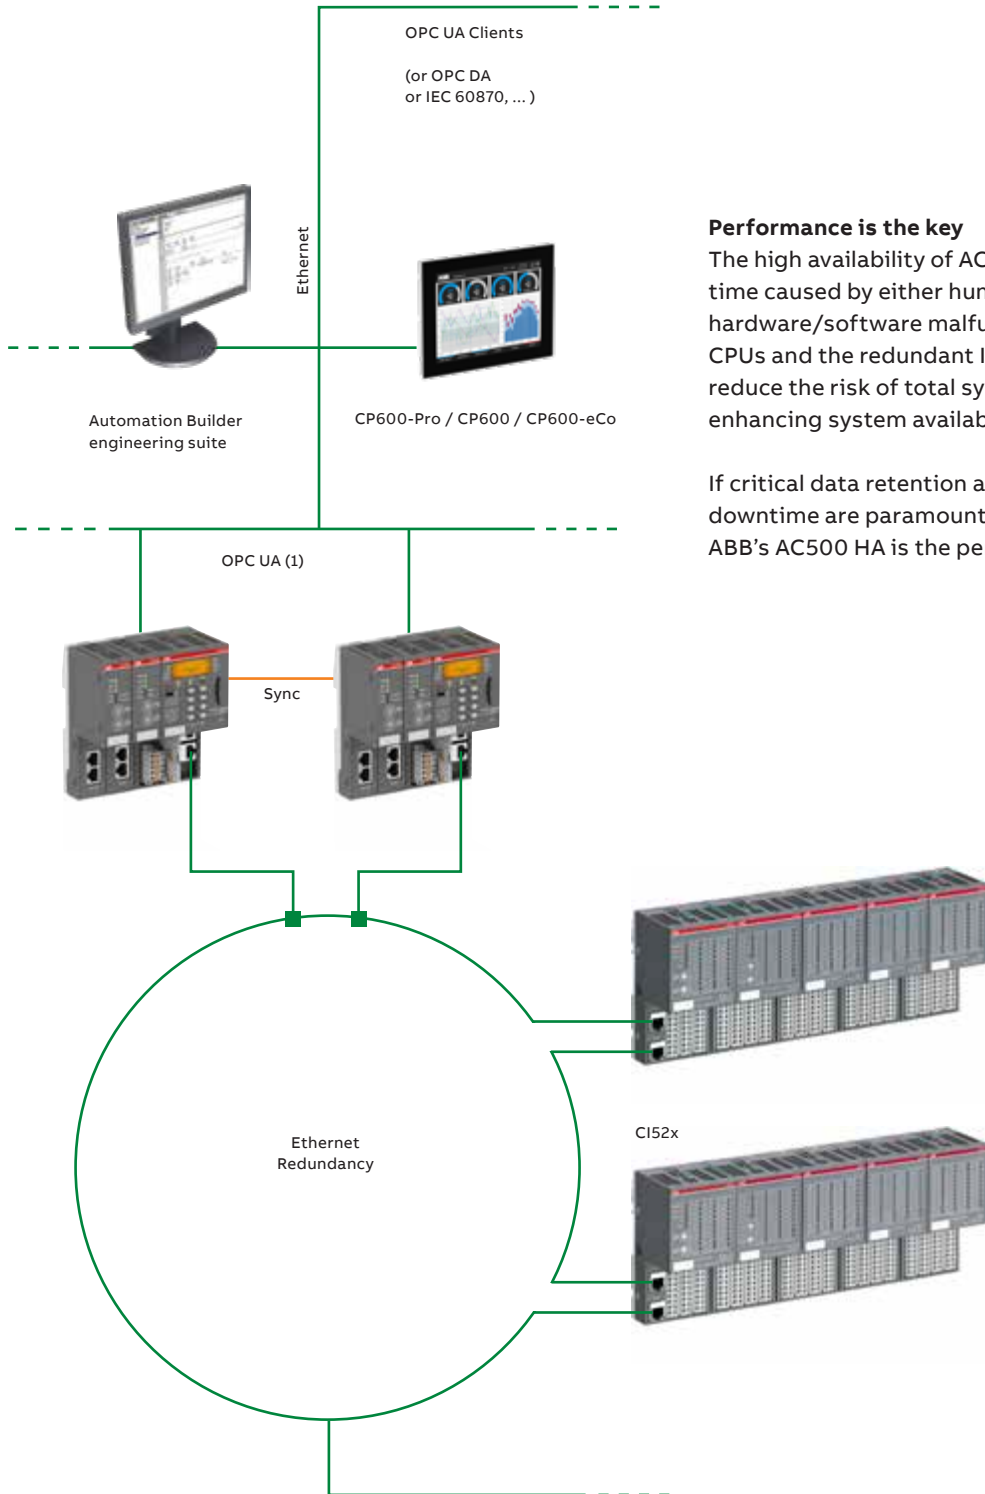 OPC UA Clients
(or OPC DA
or IEC 60870, ... )
Ethernet
Automation Builder
engineering suite
CP600-Pro / CP600 / CP600-eCo
Performance is the key
The high availability of AC
time caused by either hum
hardware/software malfu
CPUs and the redundant I
reduce the risk of total sy
enhancing system availab
If critical data retention a
downtime are paramount
ABB’s AC500 HA is the pe
OPC UA (1)
Sync
Ethernet
Redundancy
CI52x